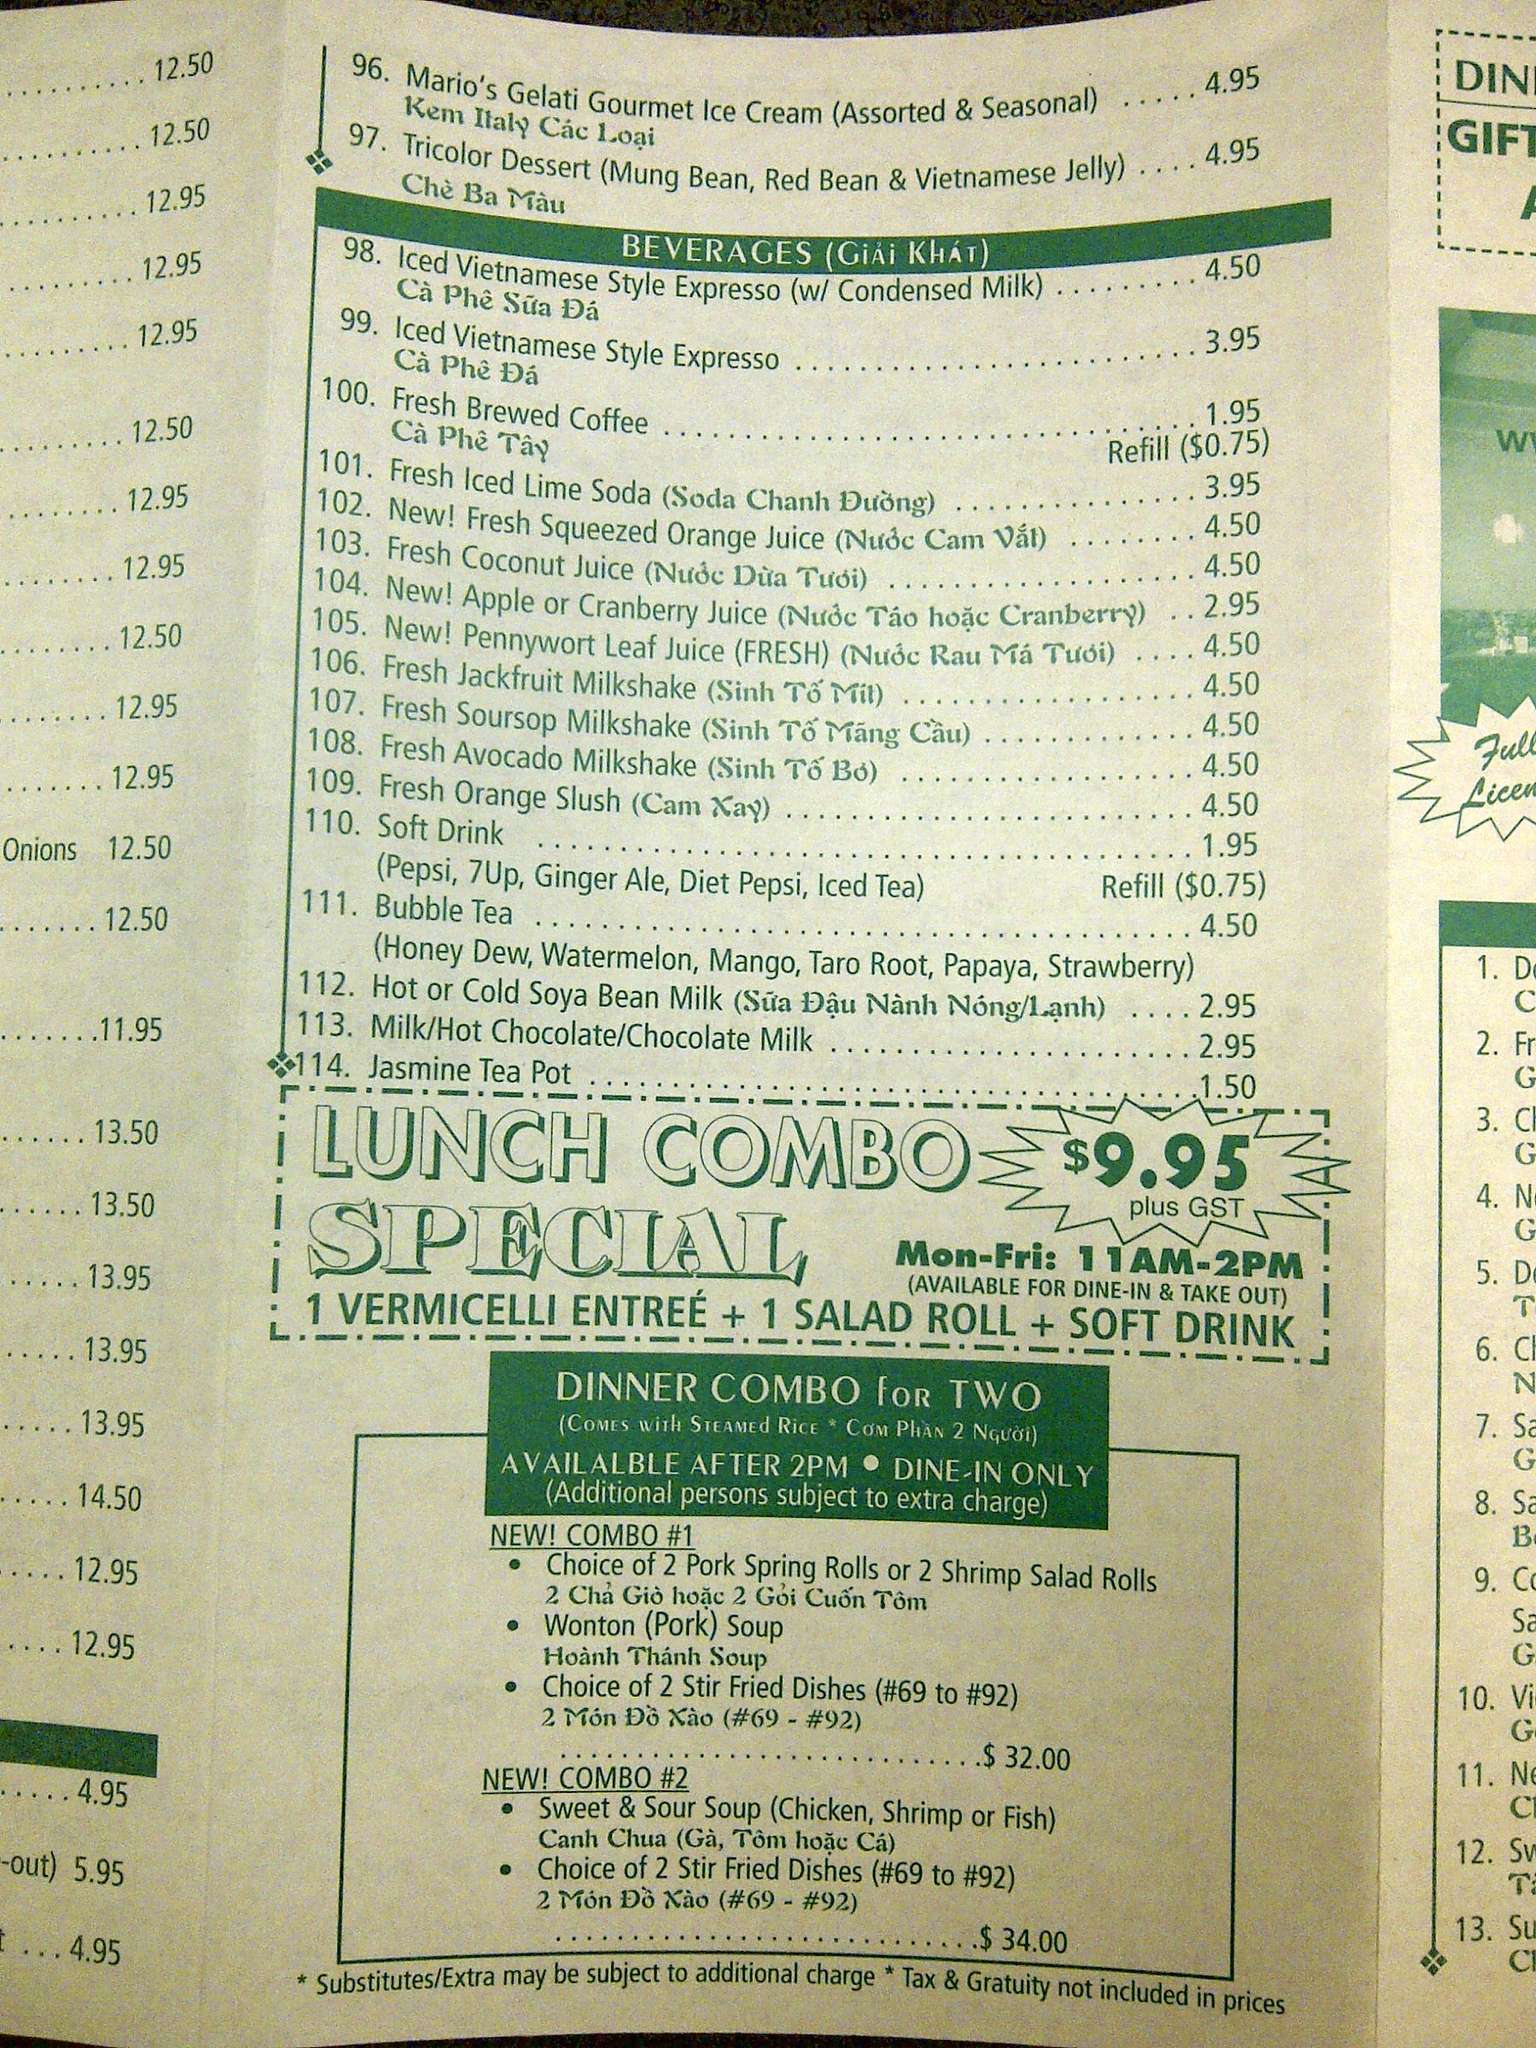 12.50
12.50
12.95
12.95
12.95
12.50
12.95
12.95
12.50
12.95
12.95
Onions 12.50
12.50
11.95
13.50
13.50
13.95
13.95
13.95
14.50
12.95
12.95
4.95
-out) 5.95
4.95
96. Mario's Gelati Gourmet Ice Cream (Assorted & Seasonal) ..... 4.95
Kem Italy Các Loại
97. Tricolor Dessert (Mung Bean, Red Bean & Vietnamese Jelly) .... 4.95
Chè Ba Màu
BEVERAGES (Giải Khát)
98. Iced Vietnamese Style Expresso (w/ Condensed Milk) ......... 4.50
Cà Phê Sữa Đá
99. Iced Vietnamese Style Expresso ................... 3.95
Cà Phê Đá
100. Fresh Brewed Coffee ............................... 1.95
Cà Phê Tây Refill ($0.75)
101. Fresh Iced Lime Soda (Soda Chanh Đường) ............. 3.95
102. New! Fresh Squeezed Orange Juice (Nước Cam Vắt) ........ 4.50
103. Fresh Coconut Juice (Nước Dừa Tươi) .................. 4.50
104. New! Apple or Cranberry Juice (Nước Táo hoặc Cranberry) .. 2.95
105. New! Pennywort Leaf Juice (FRESH) (Nước Rau Má Tươi) .... 4.50
106. Fresh Jackfruit Milkshake (Sinh Tố Mít) ................. 4.50
107. Fresh Soursop Milkshake (Sinh Tố Mãng Cầu) ............ 4.50
108. Fresh Avocado Milkshake (Sinh Tố Bơ) ................. 4.50
109. Fresh Orange Slush (Cam Xay) ........................ 4.50
110. Soft Drink ...................................... 1.95
(Pepsi, 7Up, Ginger Ale, Diet Pepsi, Iced Tea) Refill ($0.75)
111. Bubble Tea ...................................... 4.50
(Honey Dew, Watermelon, Mango, Taro Root, Papaya, Strawberry)
112. Hot or Cold Soya Bean Milk (Sữa Đậu Nành Nóng/Lạnh) .... 2.95
113. Milk/Hot Chocolate/Chocolate Milk ..................... 2.95
114. Jasmine Tea Pot ................................... 1.50
LUNCH COMBO
$9.95
plus GST
SPECIAL
Mon-Fri: 11AM-2PM
(AVAILABLE FOR DINE-IN & TAKE OUT)
1 VERMICELLI ENTREÉ + 1 SALAD ROLL + SOFT DRINK
DINNER COMBO for TWO
(Comes with Steamed Rice * Cơm Phần 2 Người)
AVAILALBLE AFTER 2PM • DINE-IN ONLY
(Additional persons subject to extra charge)
NEW! COMBO #1
• Choice of 2 Pork Spring Rolls or 2 Shrimp Salad Rolls
2 Chả Giò hoặc 2 Gỏi Cuốn Tôm
• Wonton (Pork) Soup
Hoành Thánh Soup
• Choice of 2 Stir Fried Dishes (#69 to #92)
2 Món Đồ Xào (#69 - #92)
...........................$ 32.00
NEW! COMBO #2
• Sweet & Sour Soup (Chicken, Shrimp or Fish)
Canh Chua (Gà, Tôm hoặc Cá)
• Choice of 2 Stir Fried Dishes (#69 to #92)
2 Món Đồ Xào (#69 - #92)
...........................$ 34.00
* Substitutes/Extra may be subject to additional charge * Tax & Gratuity not included in prices
1.
2.
3.
4.
5.
6.
7.
8.
9.
10.
11.
12.
13.